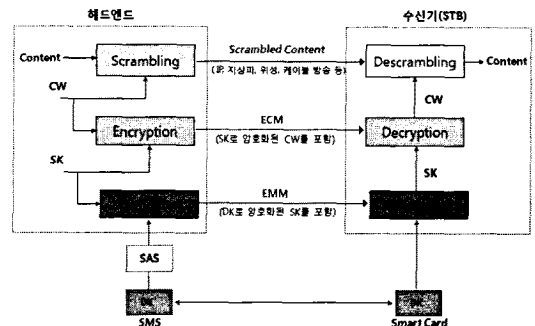 헤드엔드
수신기(STB)
Content
Scrambling
Scrambled Content
(IP, 지상파, 위성, 케이블 방송 등)
Descrambling
Content
CW
CW
Encryption
ECM
(SK로 암호화된 CW를 포함)
Decryption
SK
SK
EMM
(DK로 암호화된 SK를 포함)
SAS
SMS
Smart Card